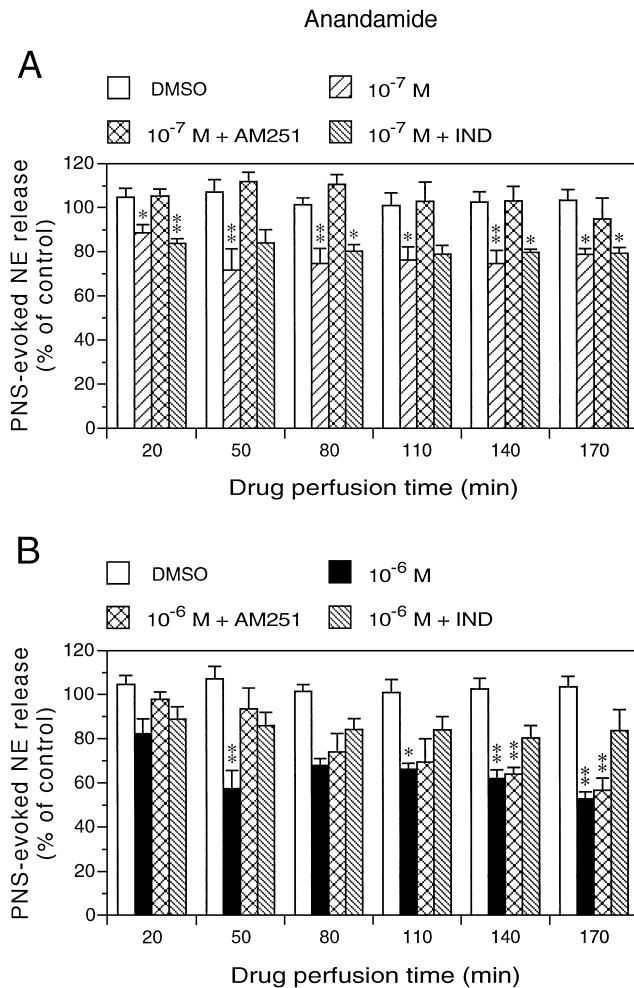 Anandamide
A
DMSO
10⁻⁷ M
10⁻⁷ M + AM251
10⁻⁷ M + IND
PNS-evoked NE release
(% of control)
120
100
80
60
40
20
0
*
**
**
**
*
*
**
*
*
*
20 50 80 110 140 170
Drug perfusion time (min)
B
DMSO
10⁻⁶ M
10⁻⁶ M + AM251
10⁻⁶ M + IND
PNS-evoked NE release
(% of control)
120
100
80
60
40
20
0
**
*
**
**
**
**
20 50 80 110 140 170
Drug perfusion time (min)